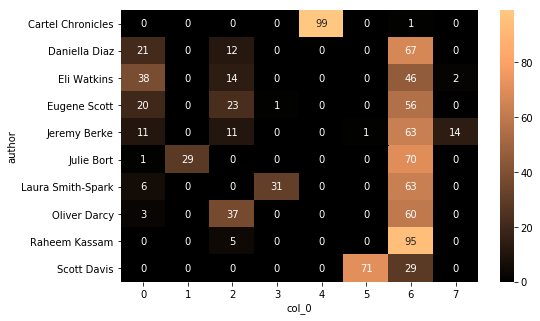 Cartel Chronicles 0 0 0 0 99 0 1 0
Daniella Diaz 21 0 12 0 0 0 67 0
Eli Watkins 38 0 14 0 0 0 46 2
Eugene Scott 20 0 23 1 0 0 56 0
Jeremy Berke 11 0 11 0 0 1 63 14
Julie Bort 1 29 0 0 0 0 70 0
Laura Smith-Spark 6 0 0 31 0 0 63 0
Oliver Darcy 3 0 37 0 0 0 60 0
Raheem Kassam 0 0 5 0 0 0 95 0
Scott Davis 0 0 0 0 0 71 29 0
0 1 2 3 4 5 6 7
col_0
author
80
60
40
20
0